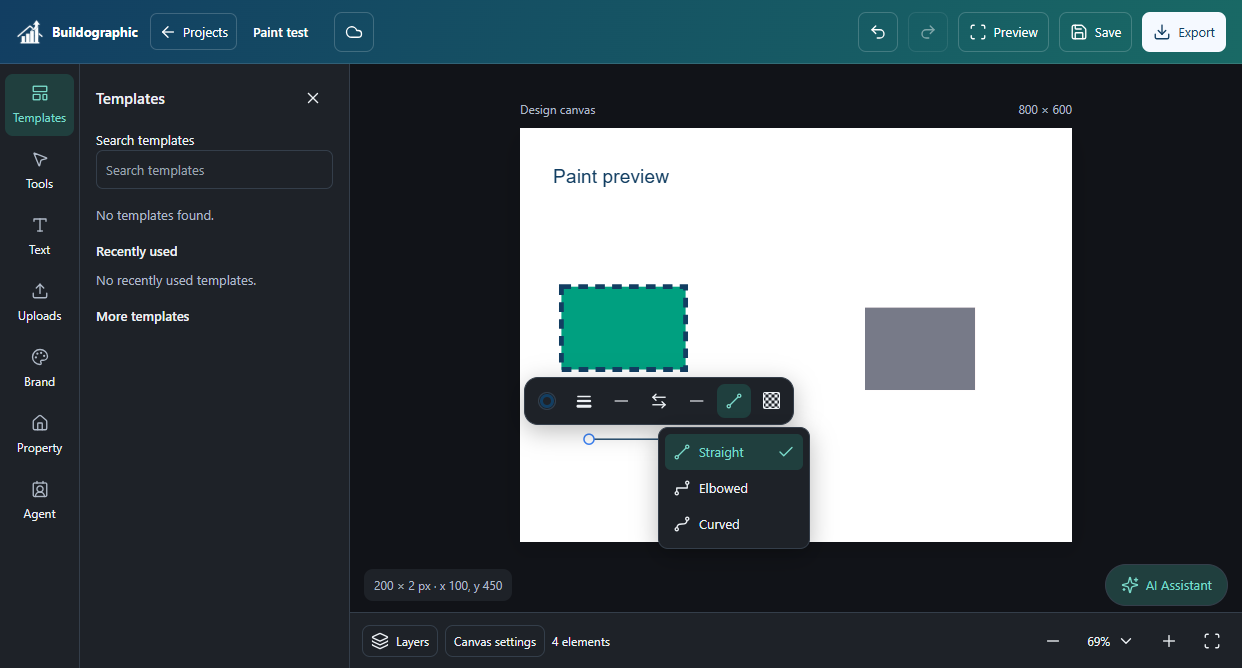 Buildographic
Projects
Paint test
Preview
Save
Export
Templates
Tools
Text
Uploads
Brand
Property
Agent
Templates
Search templates
Search templates
No templates found.
Recently used
No recently used templates.
More templates
Design canvas
800 × 600
Paint preview
Straight
Elbowed
Curved
200 × 2 px · x 100, y 450
AI Assistant
Layers
Canvas settings
4 elements
69%